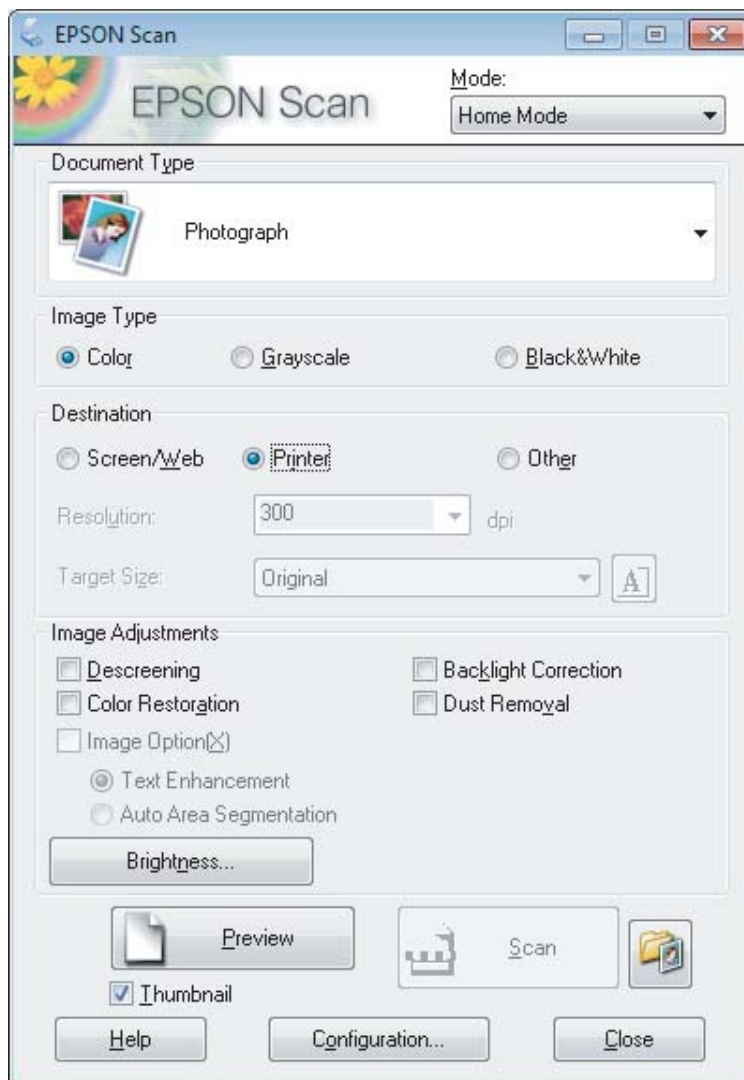 EPSON Scan
EPSON Scan
Mode:
Home Mode
Document Type
Photograph
Image Type
Color Grayscale Black&White
Destination
Screen/Web Printer Other
Resolution: 300 dpi
Target Size: Original A
Image Adjustments
Descreening Backlight Correction
Color Restoration Dust Removal
Image Option(X)
Text Enhancement
Auto Area Segmentation
Brightness...
Preview Scan
Thumbnail
Help Configuration... Close